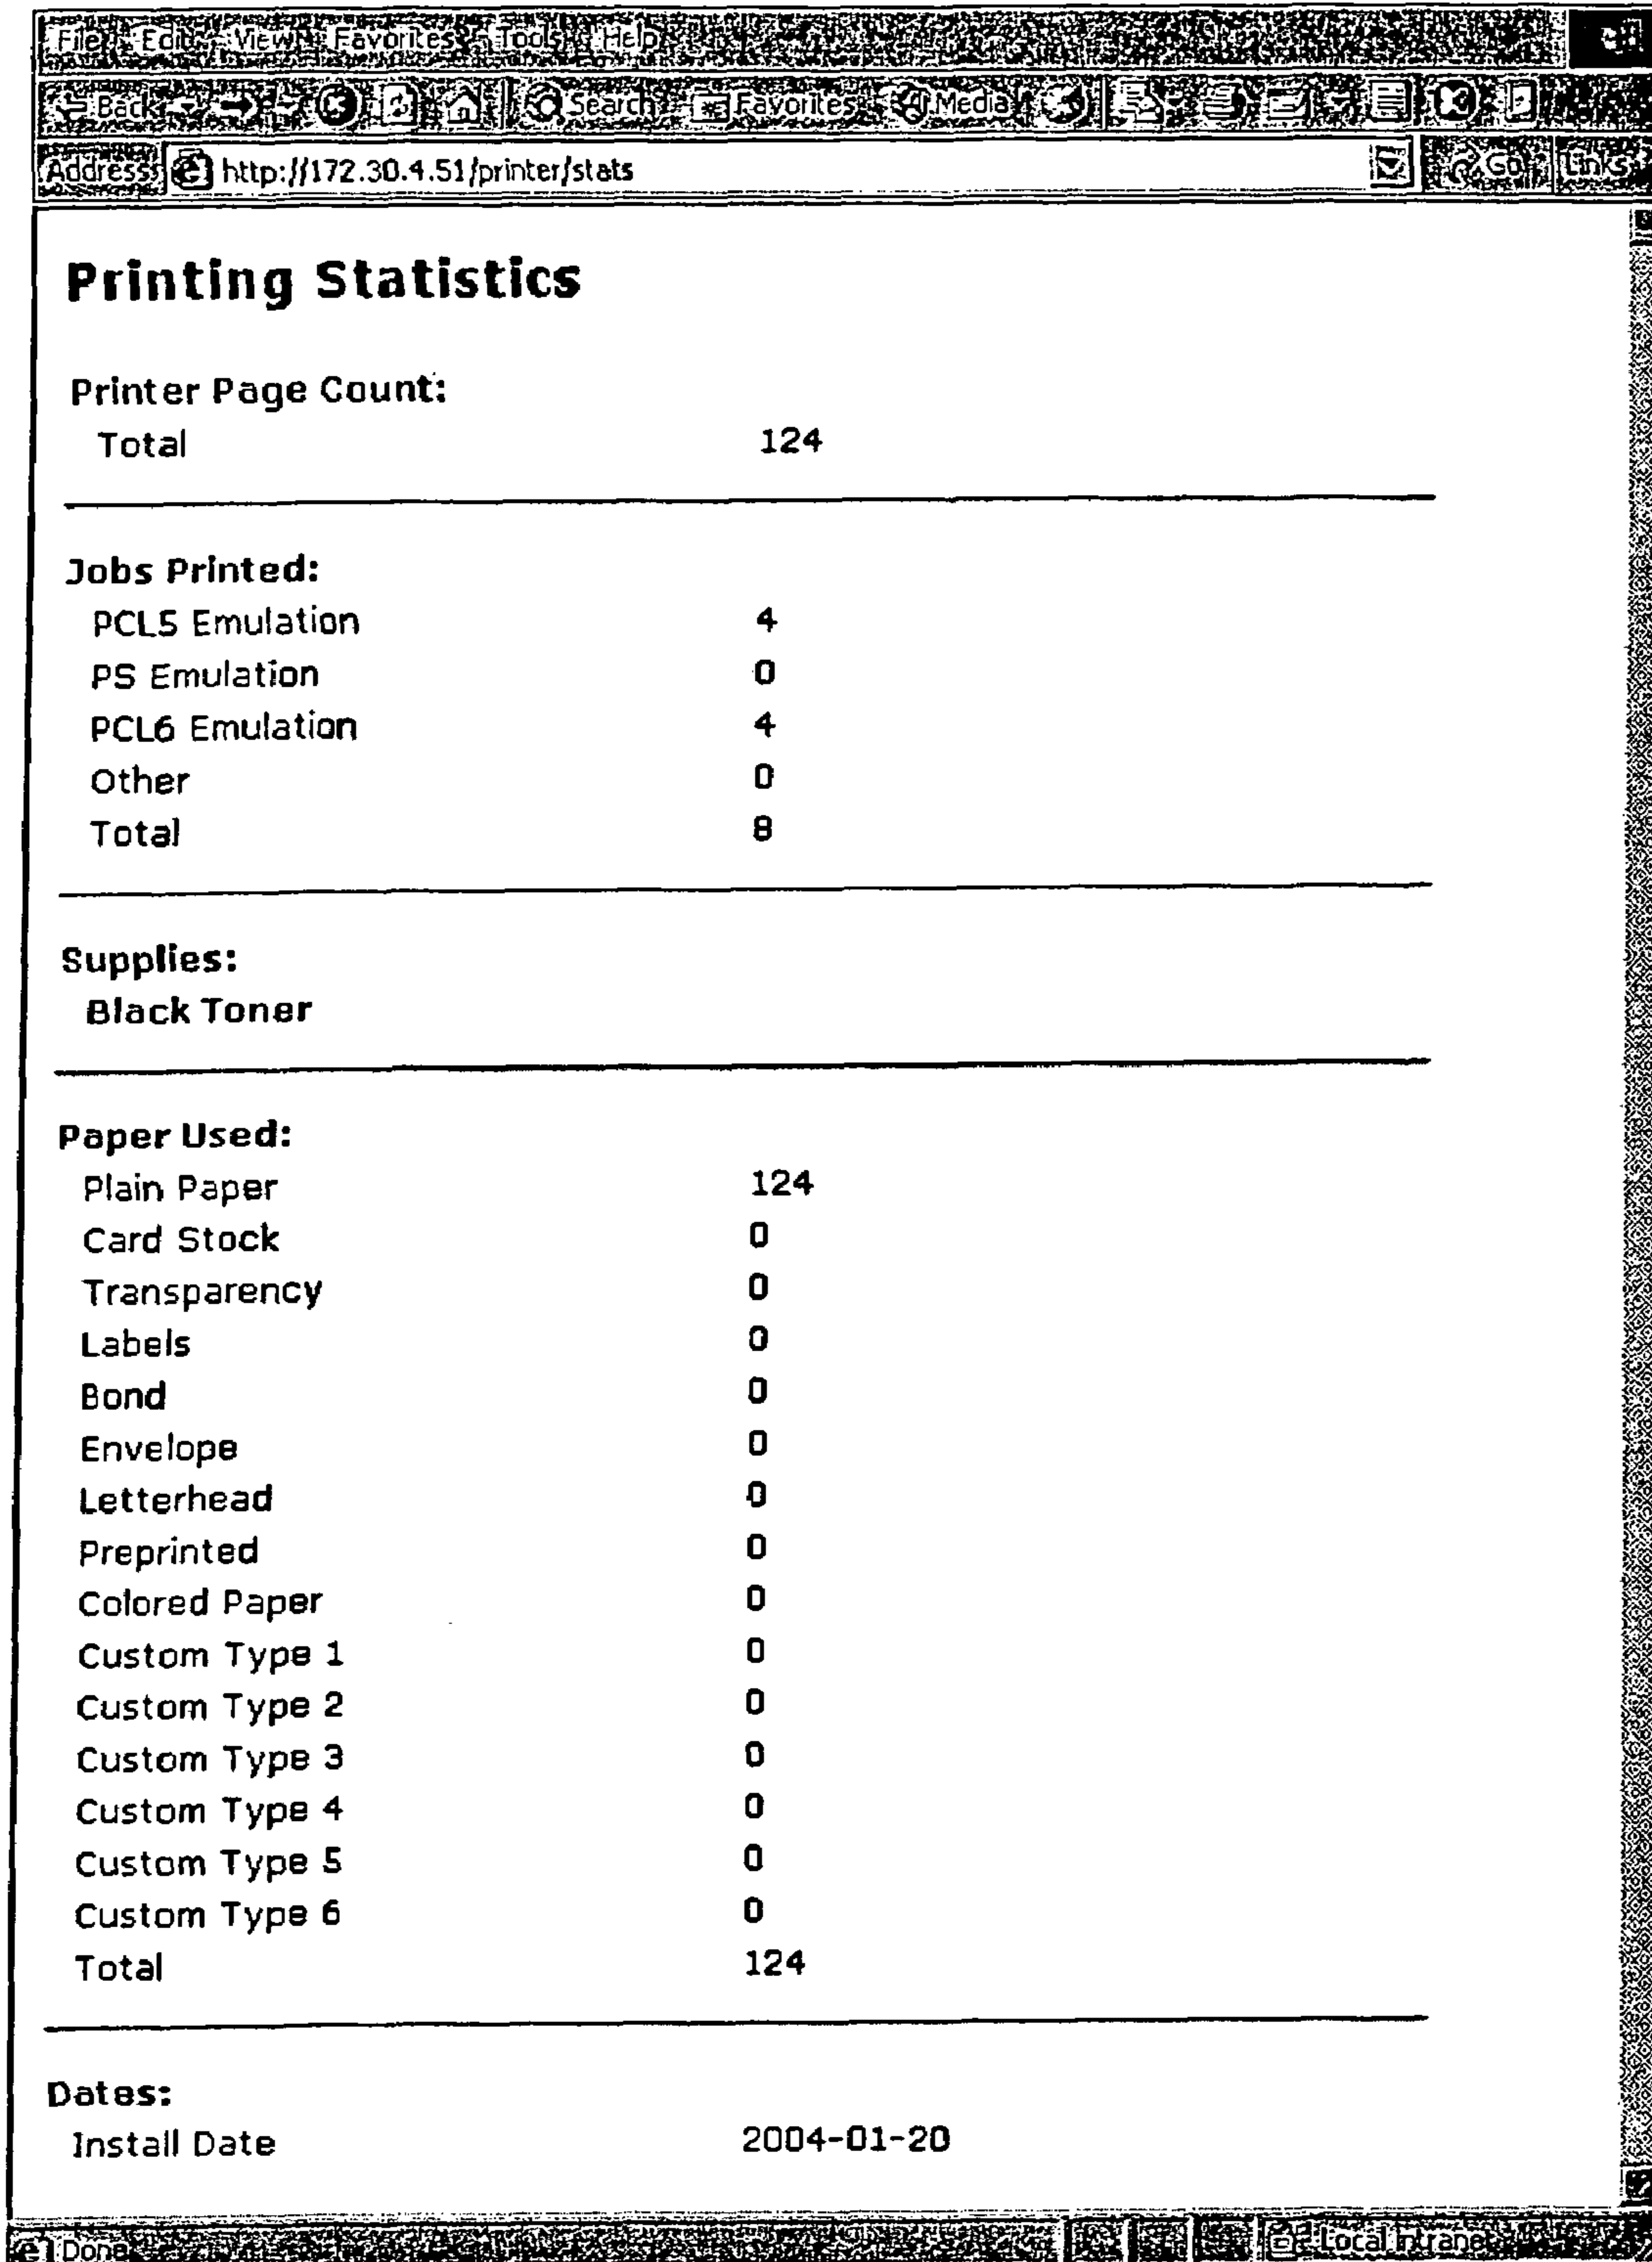 File Edit View Favorites Tools Help
Back Search Favorites Media
Address http://172.30.4.51/printer/stats Go Links
Printing Statistics
Printer Page Count:
Total 124
Jobs Printed:
PCL5 Emulation 4
PS Emulation 0
PCL6 Emulation 4
Other 0
Total 8
Supplies:
Black Toner
Paper Used:
Plain Paper 124
Card Stock 0
Transparency 0
Labels 0
Bond 0
Envelope 0
Letterhead 0
Preprinted 0
Colored Paper 0
Custom Type 1 0
Custom Type 2 0
Custom Type 3 0
Custom Type 4 0
Custom Type 5 0
Custom Type 6 0
Total 124
Dates:
Install Date 2004-01-20
Done Local intranet